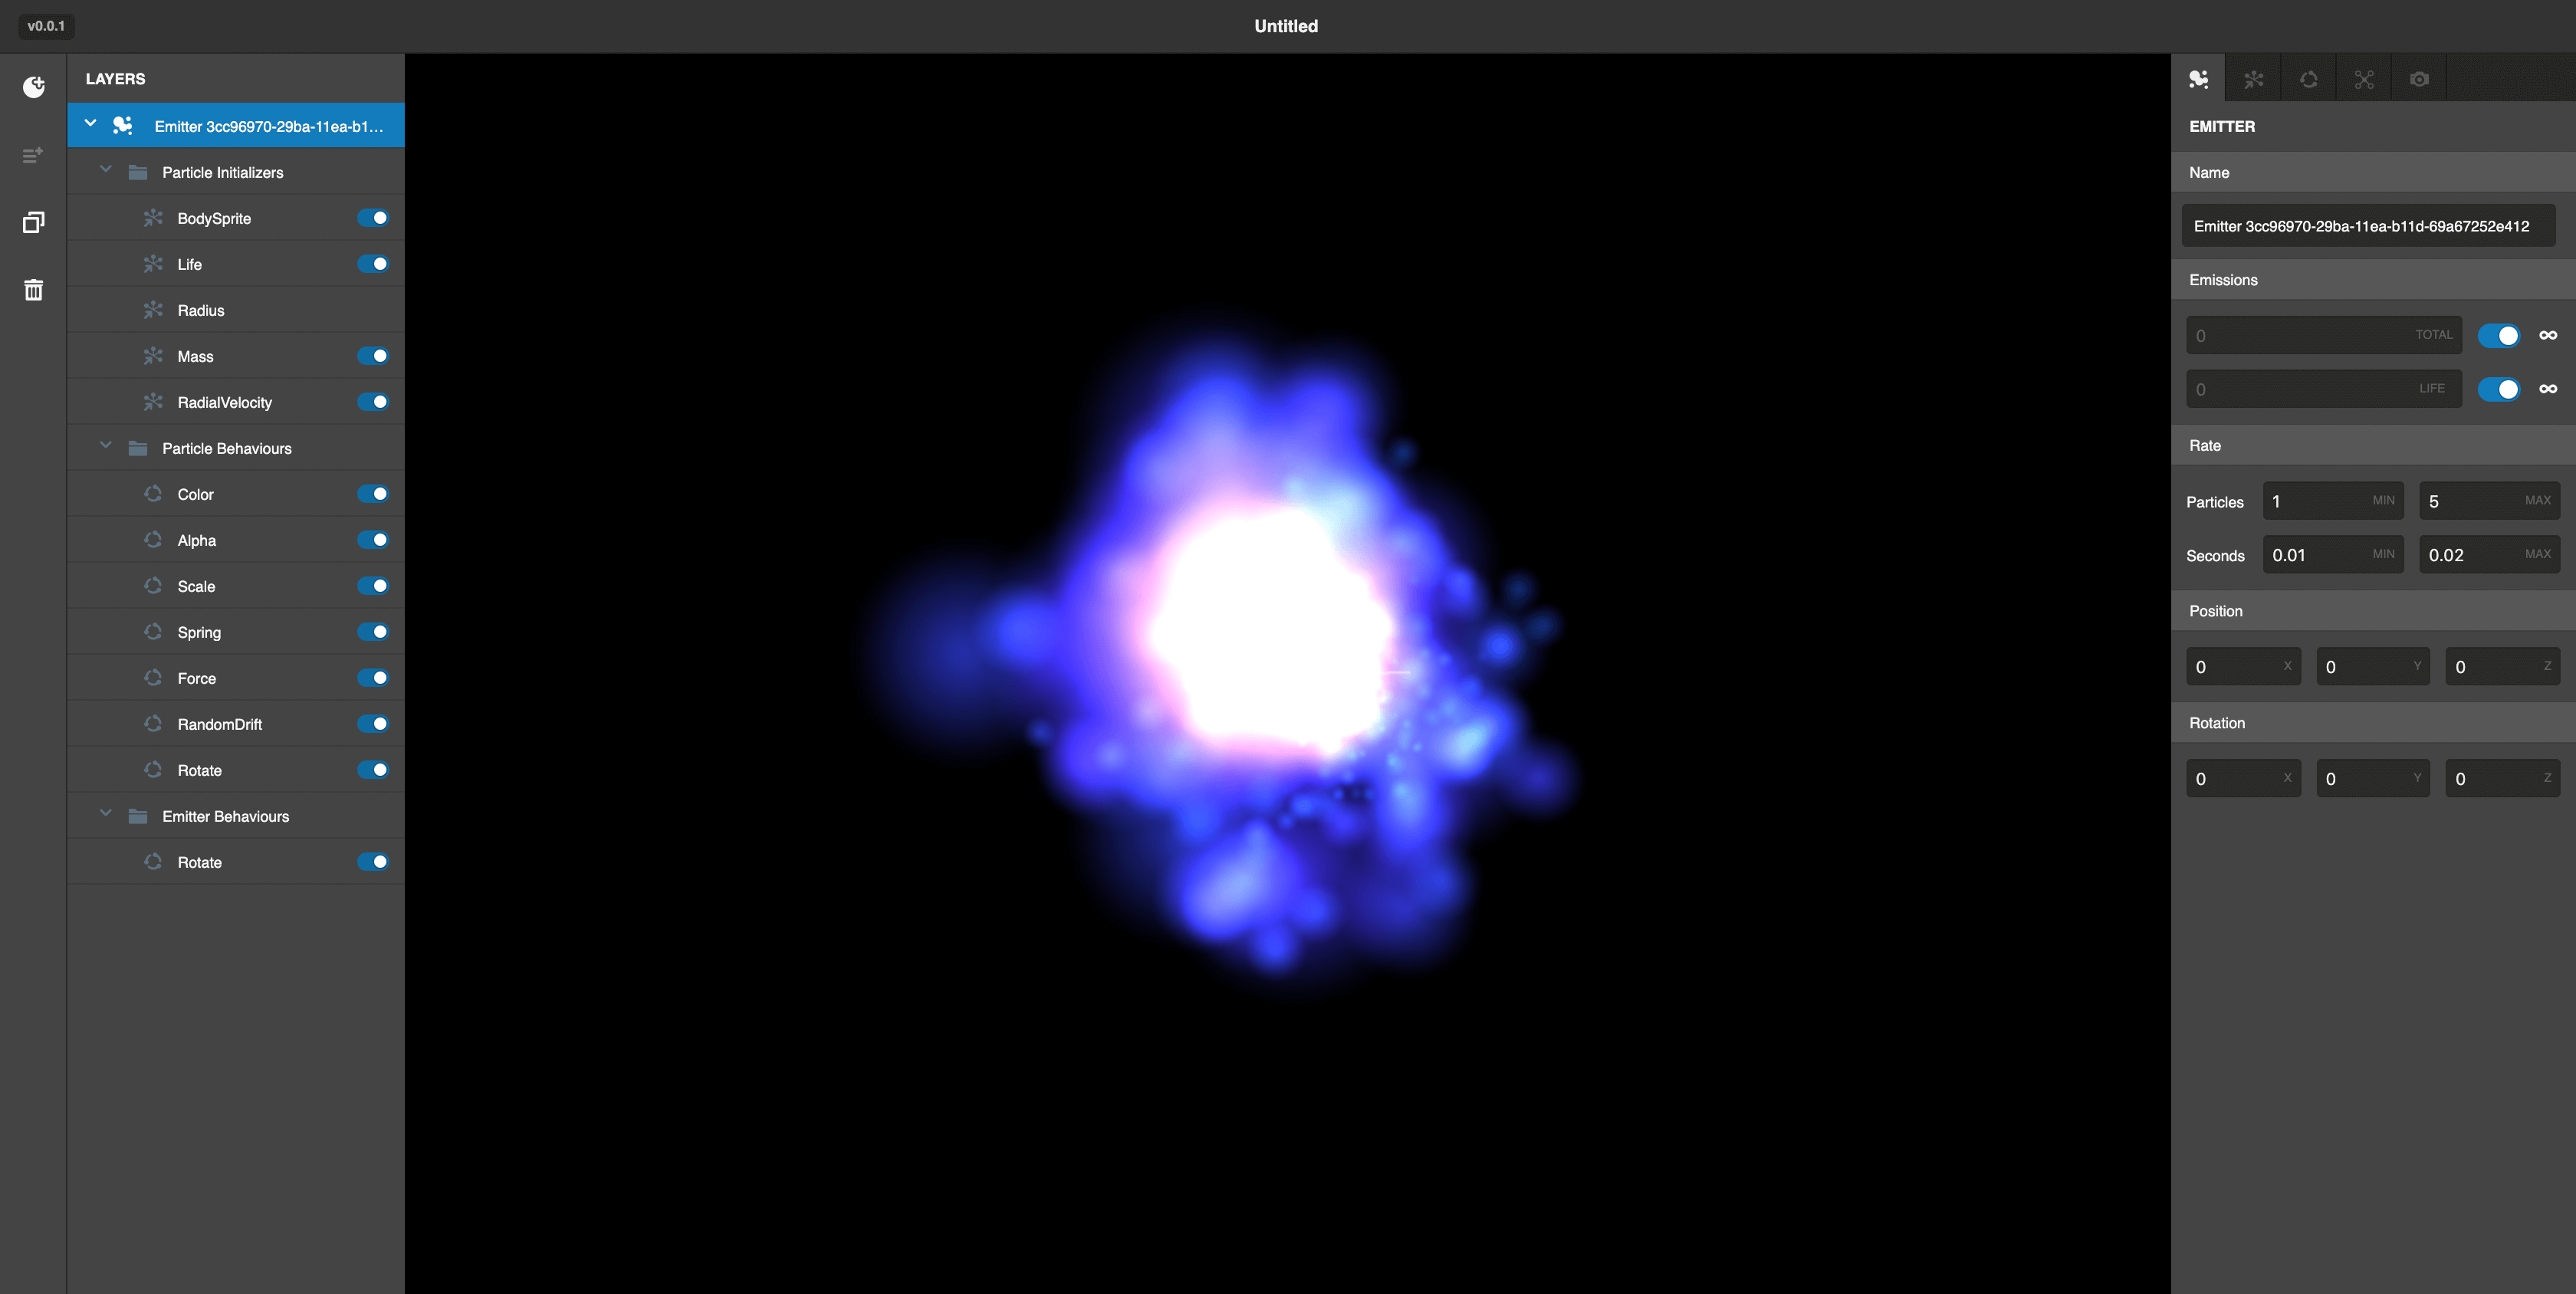 v0.0.1
Untitled
LAYERS
Emitter 3cc96970-29ba-11ea-b1...
Particle Initializers
BodySprite
Life
Radius
Mass
RadialVelocity
Particle Behaviours
Color
Alpha
Scale
Spring
Force
RandomDrift
Rotate
Emitter Behaviours
Rotate
EMITTER
Name
Emitter 3cc96970-29ba-11ea-b11d-69a67252e412
Emissions
0 TOTAL
0 LIFE
Rate
Particles 1 MIN 5 MAX
Seconds 0.01 MIN 0.02 MAX
Position
0 X 0 Y 0 Z
Rotation
0 X 0 Y 0 Z